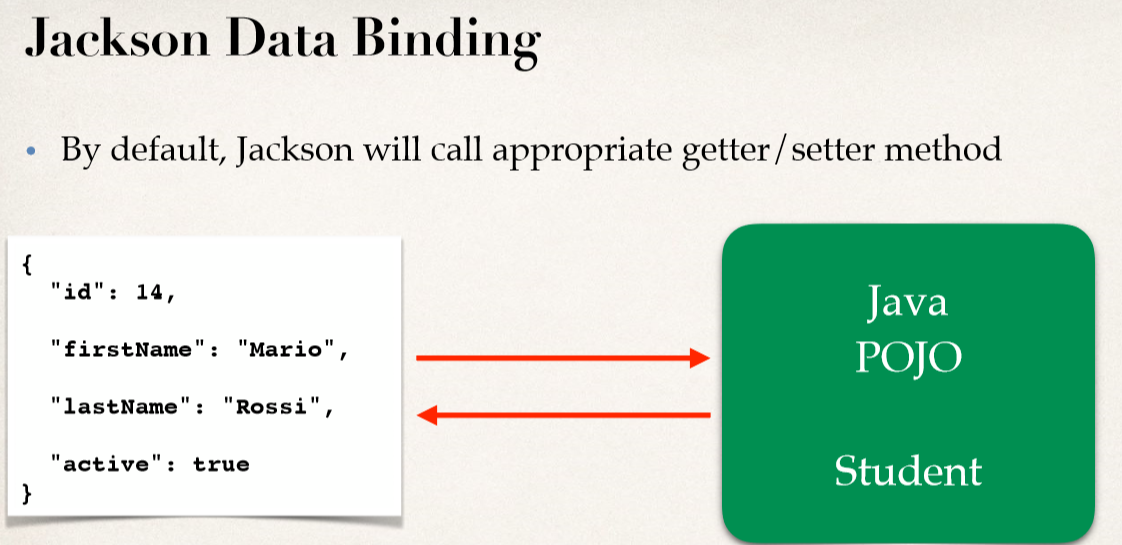 Jackson Data Binding
• By default, Jackson will call appropriate getter/setter method
{
"id": 14,
"firstName": "Mario",
"lastName": "Rossi",
"active": true
}
Java
POJO
Student